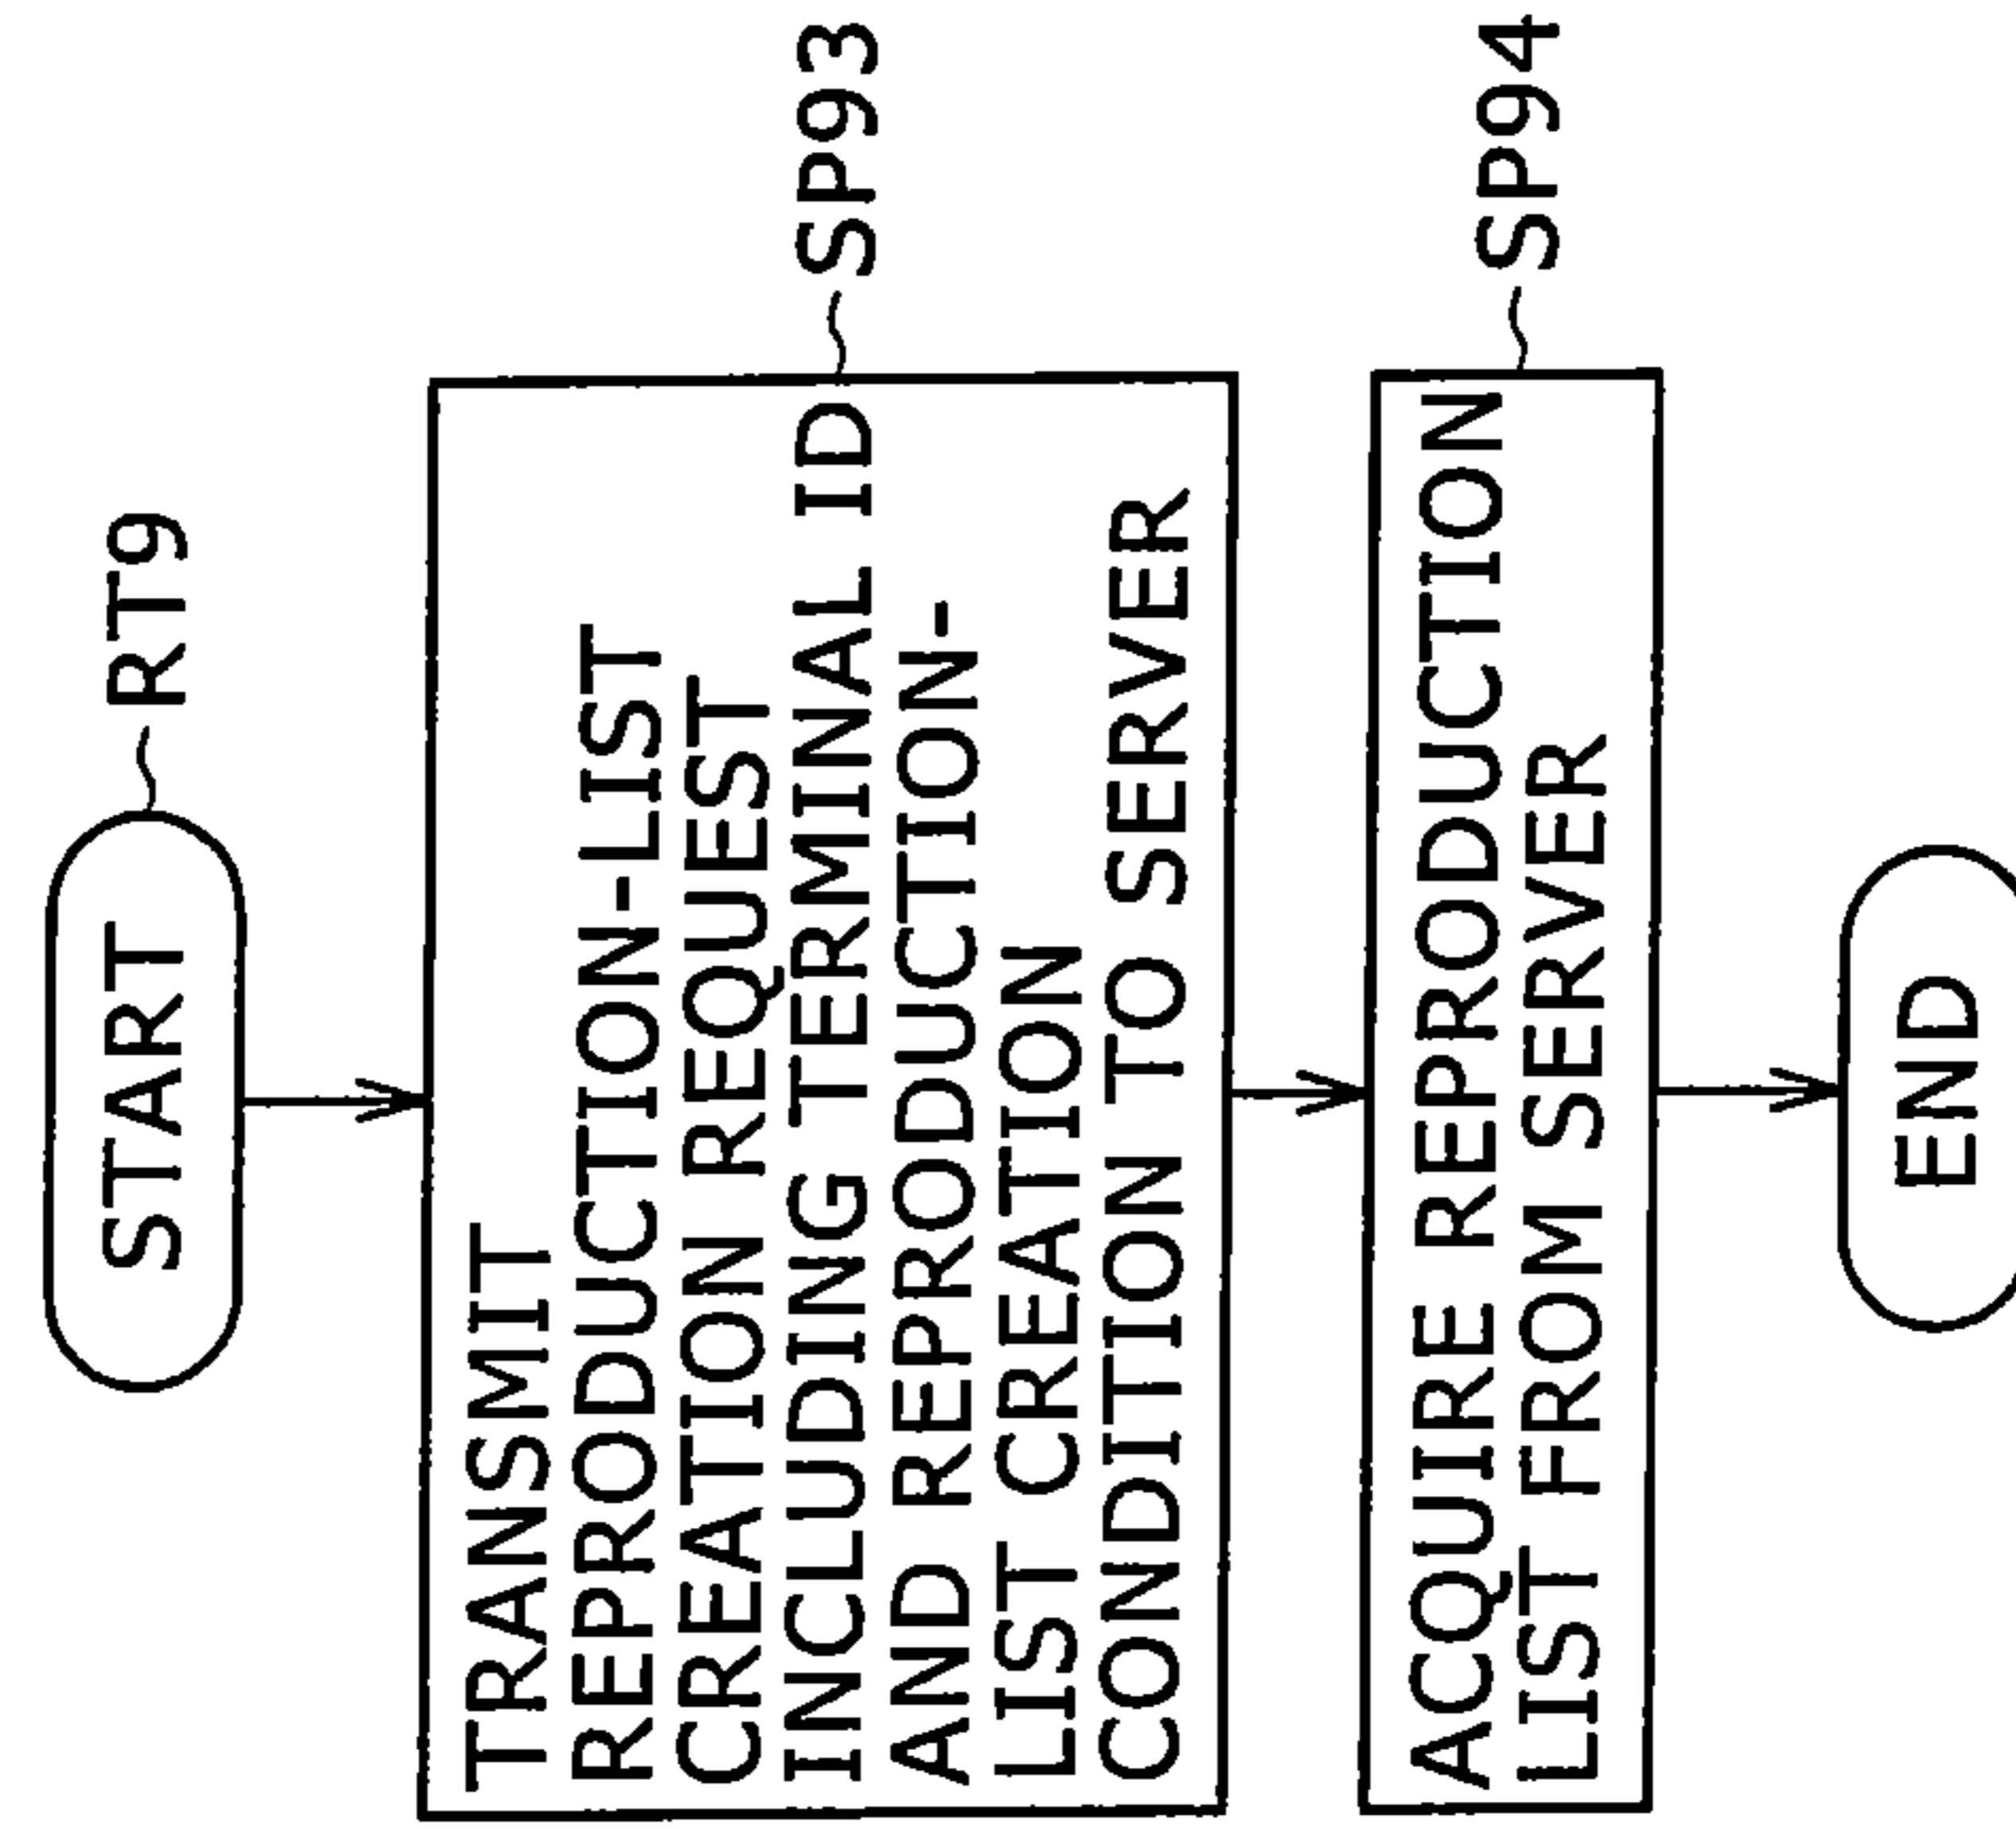 START
RT9
TRANSMIT
REPRODUCTION-LIST
CREATION REQUEST
INCLUDING TERMINAL ID
AND REPRODUCTION-
LIST CREATION
CONDITION TO SERVER
SP93
ACQUIRE REPRODUCTION
LIST FROM SERVER
SP94
END